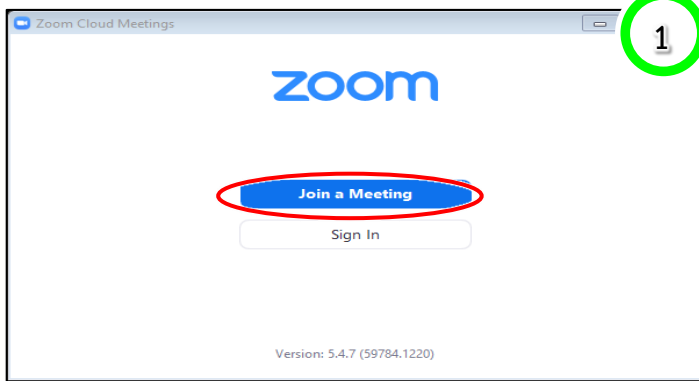 Zoom Cloud Meetings
1
zoom
Join a Meeting
Sign In
Version: 5.4.7 (59784.1220)